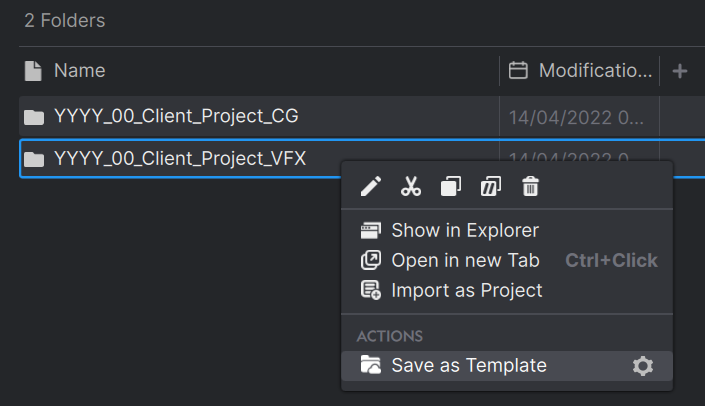 2 Folders
Name Modificatio...
YYYY_00_Client_Project_CG 14/04/2022 0...
YYYY_00_Client_Project_VFX 14/04/2022 0
Show in Explorer
Open in new Tab Ctrl+Click
Import as Project
ACTIONS
Save as Template